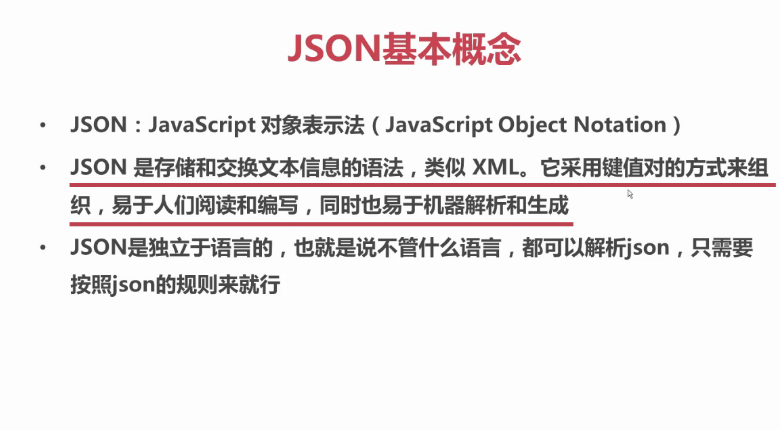 JSON基本概念
• JSON：JavaScript 对象表示法（JavaScript Object Notation）
• JSON 是存储和交换文本信息的语法，类似 XML。它采用键值对的方式来组
织，易于人们阅读和编写，同时也易于机器解析和生成
• JSON是独立于语言的，也就是说不管什么语言，都可以解析json，只需要
按照json的规则来就行